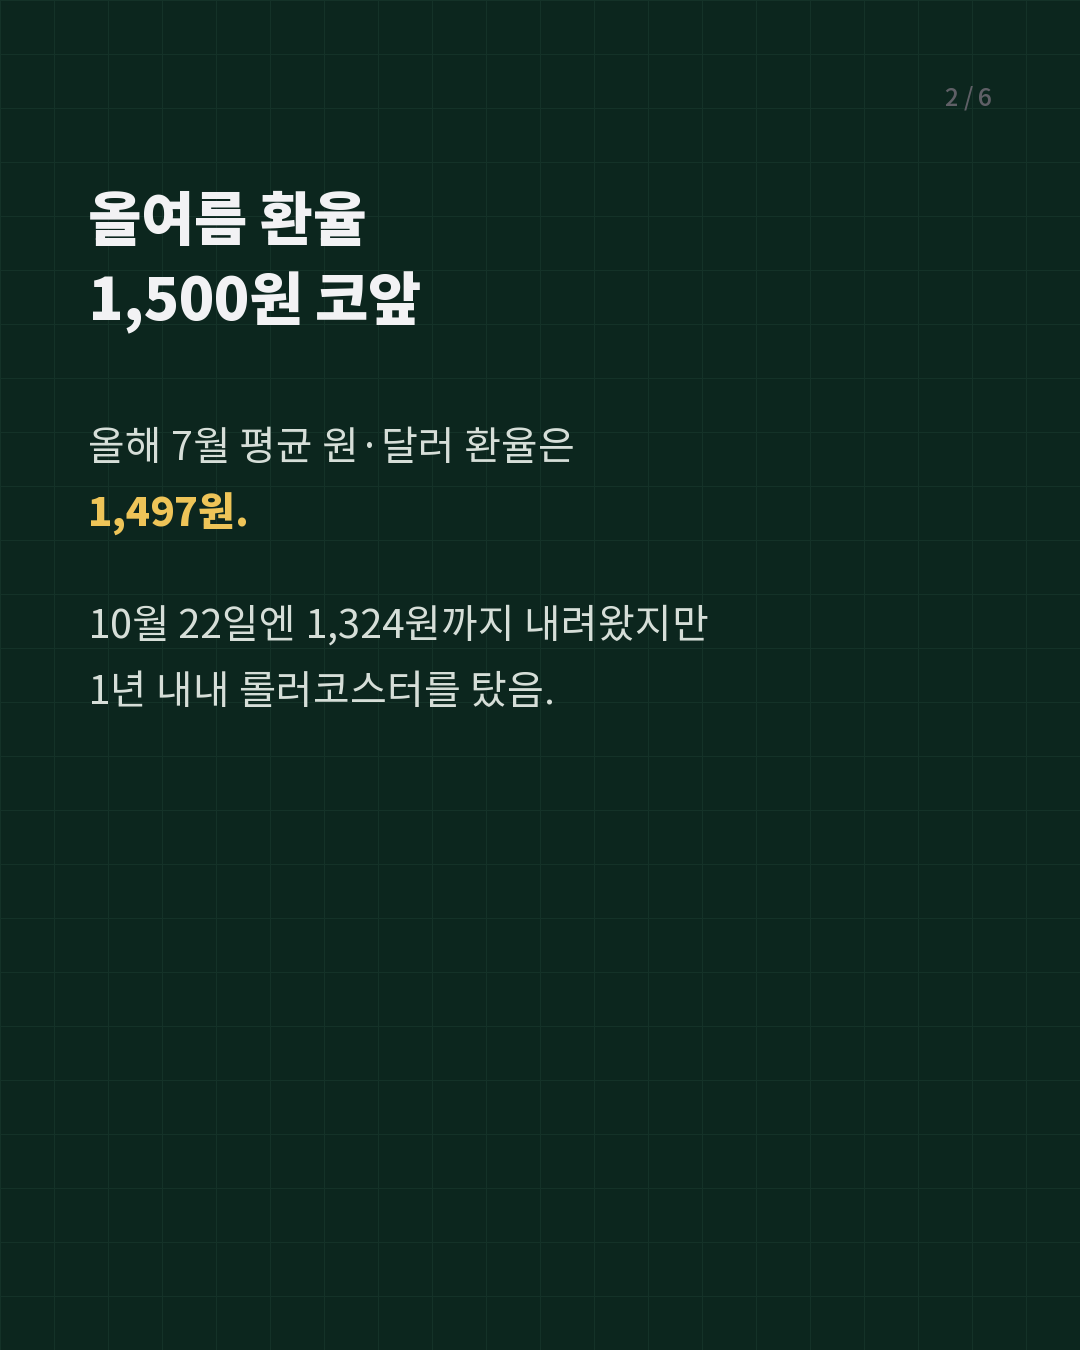 2 / 6
올여름 환율
1,500원 코앞
올해 7월 평균 원·달러 환율은
1,497원.
10월 22일엔 1,324원까지 내려왔지만
1년 내내 롤러코스터를 탔음.